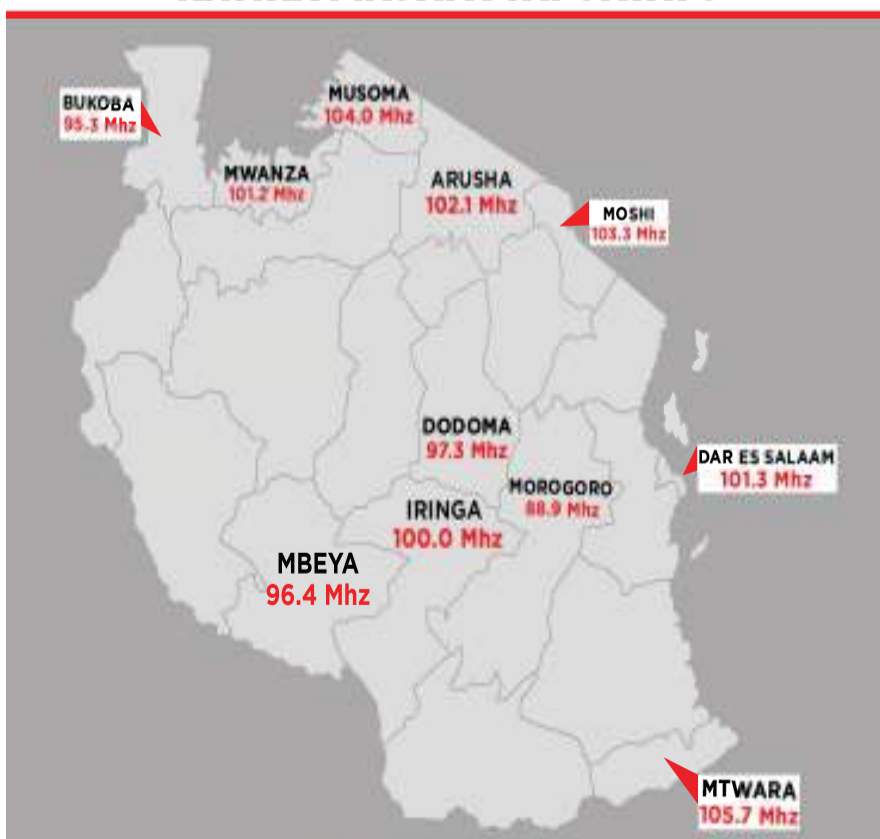 BUKOBA
95.3 Mhz
MUSOMA
104.0 Mhz
MWANZA
101.2 Mhz
ARUSHA
102.1 Mhz
MOSHI
103.3 Mhz
DODOMA
97.3 Mhz
DAR ES SALAAM
101.3 Mhz
MOROGORO
88.9 Mhz
IRINGA
100.0 Mhz
MBEYA
96.4 Mhz
MTWARA
105.7 Mhz